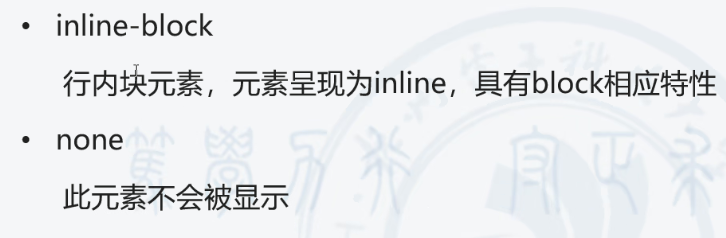 • inline-block
行内块元素，元素呈现为inline，具有block相应特性
• none
此元素不会被显示